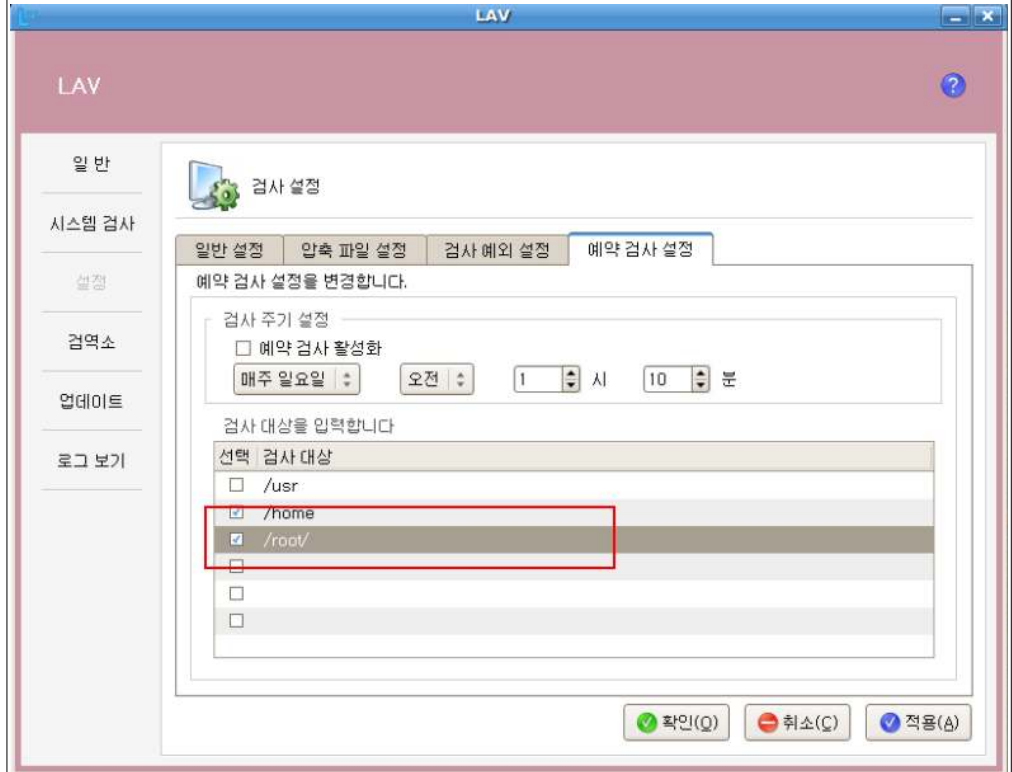 LAV
LAV
?
일 반
시스템 검사
설정
검역소
업데이트
로그 보기
검사 설정
일반 설정 압축 파일 설정 검사 예외 설정 예약 검사 설정
예약 검사 설정을 변경합니다.
검사 주기 설정
예약 검사 활성화
매주 일요일 오전 1 시 10 분
검사 대상을 입력합니다
선택 검사 대상
/usr
/home
/root/
확인(O) 취소(C) 적용(A)